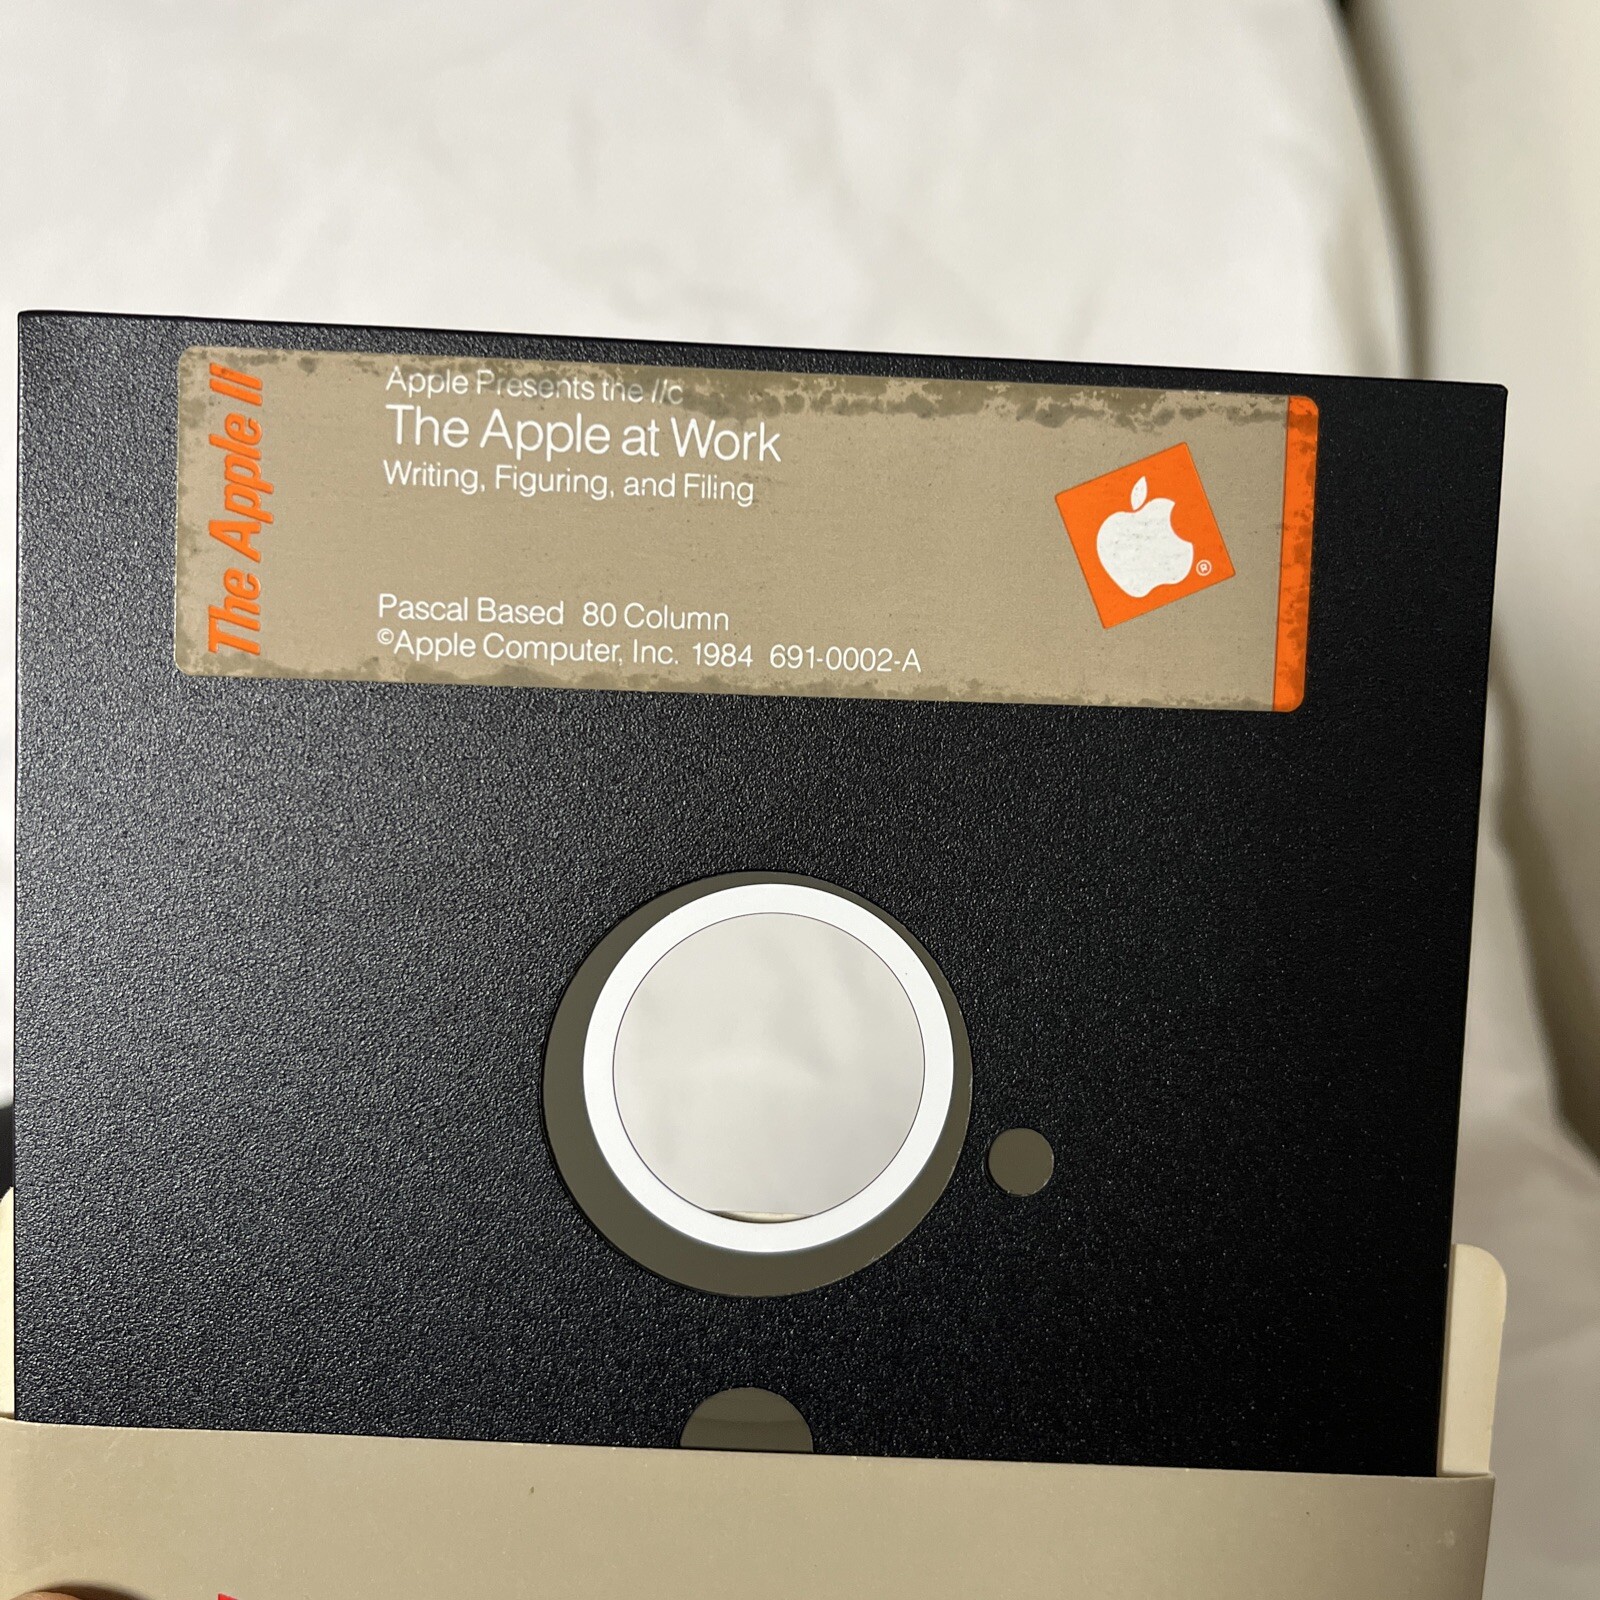 The Apple II
Apple Presents the //c
The Apple at Work
Writing, Figuring, and Filing
Pascal Based 80 Column
©Apple Computer, Inc. 1984 691-0002-A
®